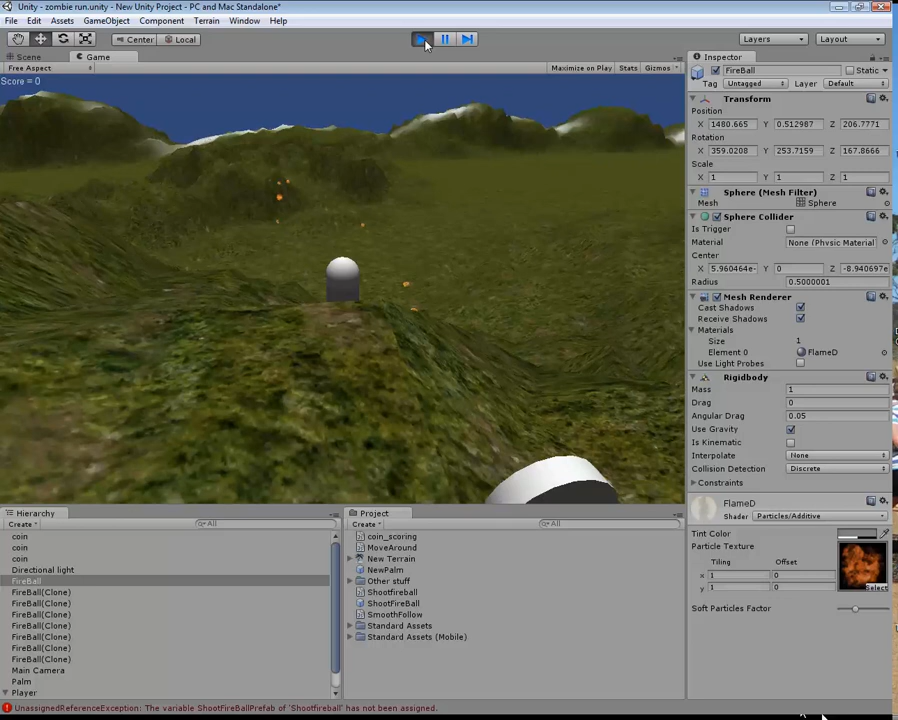 Unity - zombie run.unity - New Unity Project - PC and Mac Standalone*
File Edit Assets GameObject Component Terrain Window Help
Center Local Layers Layout
Scene Game Inspector
Free Aspect Maximize on Play Stats Gizmos FireBall Static
Score = 0
Tag Untagged Layer Default
Transform
Position
X 1480.665 Y 0.512987 Z 206.7771
Rotation
X 359.0208 Y 253.7159 Z 167.8666
Scale
X 1 Y 1 Z 1
Sphere (Mesh Filter)
Mesh Sphere
Sphere Collider
Is Trigger
Material None (Physic Material
Center
X 5.960464e- Y 0 Z -8.940697e
Radius 0.5000001
Mesh Renderer
Cast Shadows
Receive Shadows
Materials
Size 1
Element 0 FlameD
Use Light Probes
Rigidbody
Mass 1
Drag 0
Angular Drag 0.05
Use Gravity
Is Kinematic
Interpolate None
Collision Detection Discrete
Constraints
FlameD
Shader Particles/Additive
Tint Color
Particle Texture
Tiling Offset
x 1 0
y 1 0
Select
Soft Particles Factor
Hierarchy
Create All
coin
coin
coin
Directional light
FireBall
FireBall(Clone)
FireBall(Clone)
FireBall(Clone)
FireBall(Clone)
FireBall(Clone)
FireBall(Clone)
FireBall(Clone)
Main Camera
Palm
Player
Project
Create All
coin_scoring
MoveAround
New Terrain
NewPalm
Other stuff
Shootfireball
ShootFireBall
SmoothFollow
Standard Assets
Standard Assets (Mobile)
UnassignedReferenceException: The variable ShootFireBallPrefab of 'Shootfireball' has not been assigned.